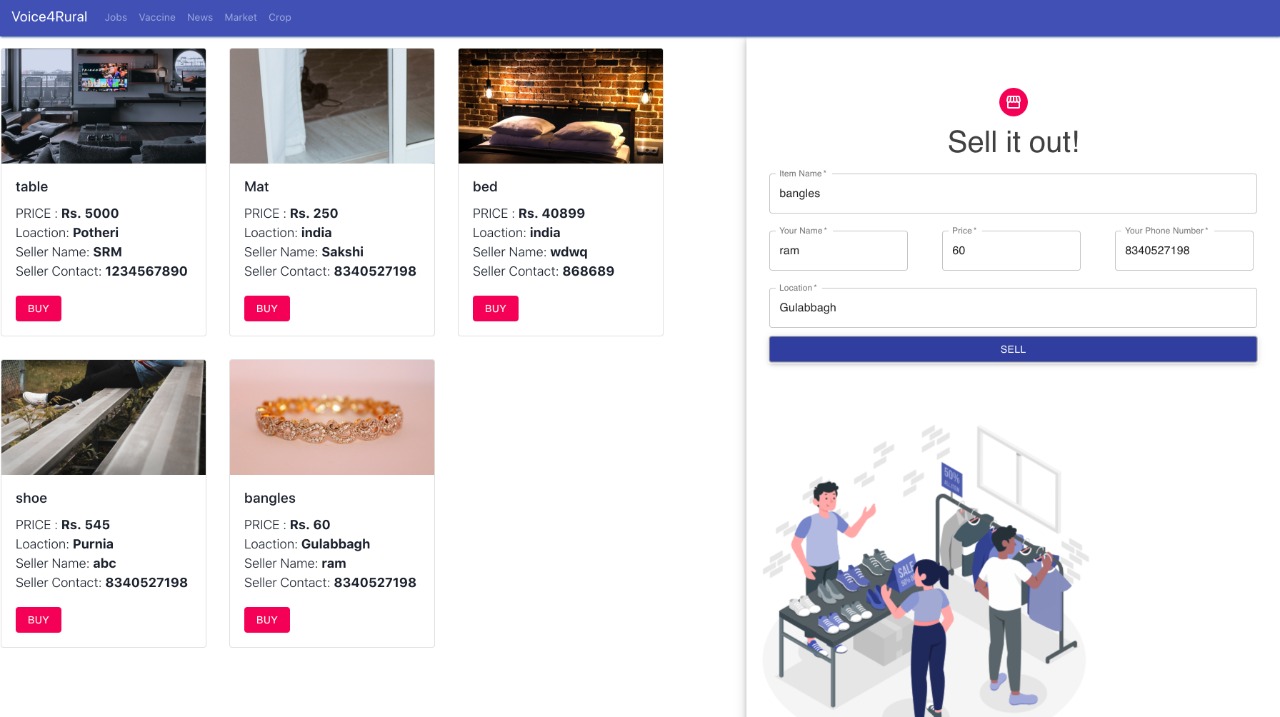 Voice4Rural Jobs Vaccine News Market Crop
table
PRICE : Rs. 5000
Loaction: Potheri
Seller Name: SRM
Seller Contact: 1234567890
BUY
Mat
PRICE : Rs. 250
Loaction: india
Seller Name: Sakshi
Seller Contact: 8340527198
BUY
bed
PRICE : Rs. 40899
Loaction: india
Seller Name: wdwq
Seller Contact: 868689
BUY
shoe
PRICE : Rs. 545
Loaction: Purnia
Seller Name: abc
Seller Contact: 8340527198
BUY
bangles
PRICE : Rs. 60
Loaction: Gulabbagh
Seller Name: ram
Seller Contact: 8340527198
BUY
Sell it out!
Item Name *
bangles
Your Name *
ram
Price *
60
Your Phone Number *
8340527198
Location *
Gulabbagh
SELL
50%
SALE